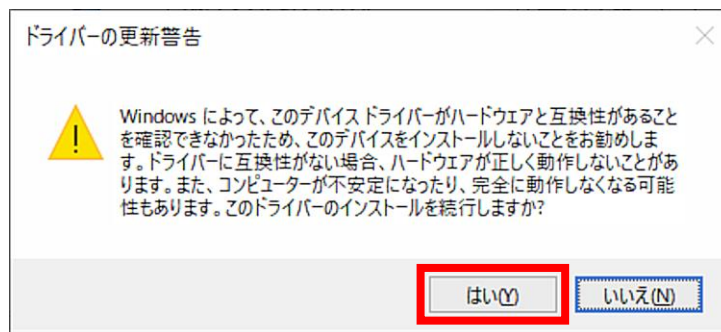 ドライバーの更新警告
Windows によって、このデバイス ドライバーがハードウェアと互換性があること
を確認できなかったため、このデバイスをインストールしないことをお勧めしま
す。ドライバーに互換性がない場合、ハードウェアが正しく動作しないことがあ
ります。また、コンピューターが不安定になったり、完全に動作しなくなる可能
性もあります。このドライバーのインストールを続行しますか?
はい(Y)
いいえ(N)